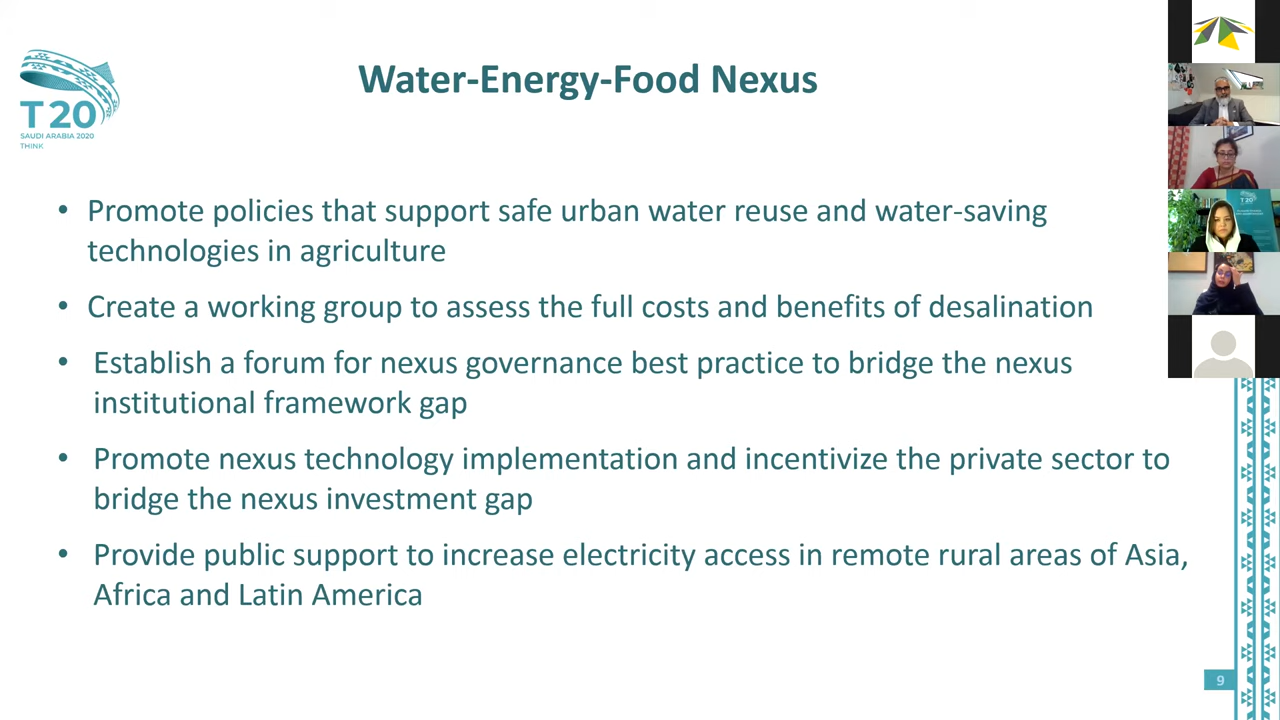 Water-Energy-Food Nexus
T20
SAUDI ARABIA 2020
THINK
• Promote policies that support safe urban water reuse and water-saving
technologies in agriculture
• Create a working group to assess the full costs and benefits of desalination
• Establish a forum for nexus governance best practice to bridge the nexus
institutional framework gap
• Promote nexus technology implementation and incentivize the private sector to
bridge the nexus investment gap
• Provide public support to increase electricity access in remote rural areas of Asia,
Africa and Latin America
T20
9